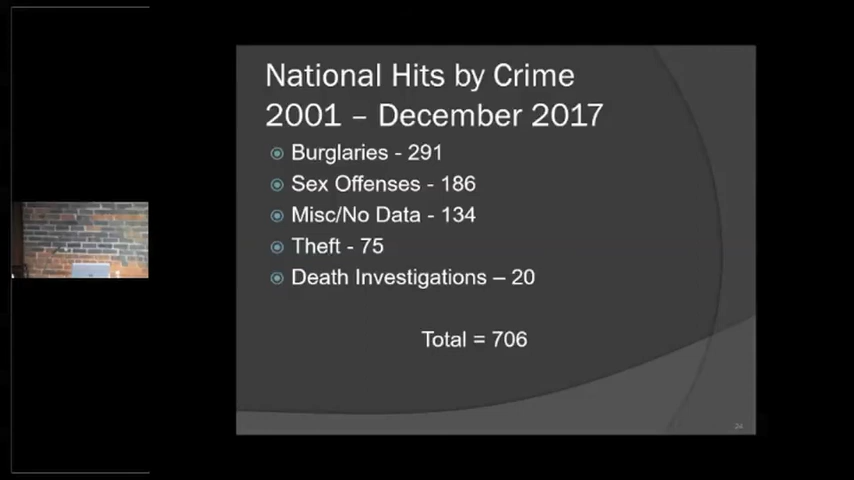 National Hits by Crime
2001 – December 2017
Burglaries - 291
Sex Offenses - 186
Misc/No Data - 134
Theft - 75
Death Investigations – 20
Total = 706
24